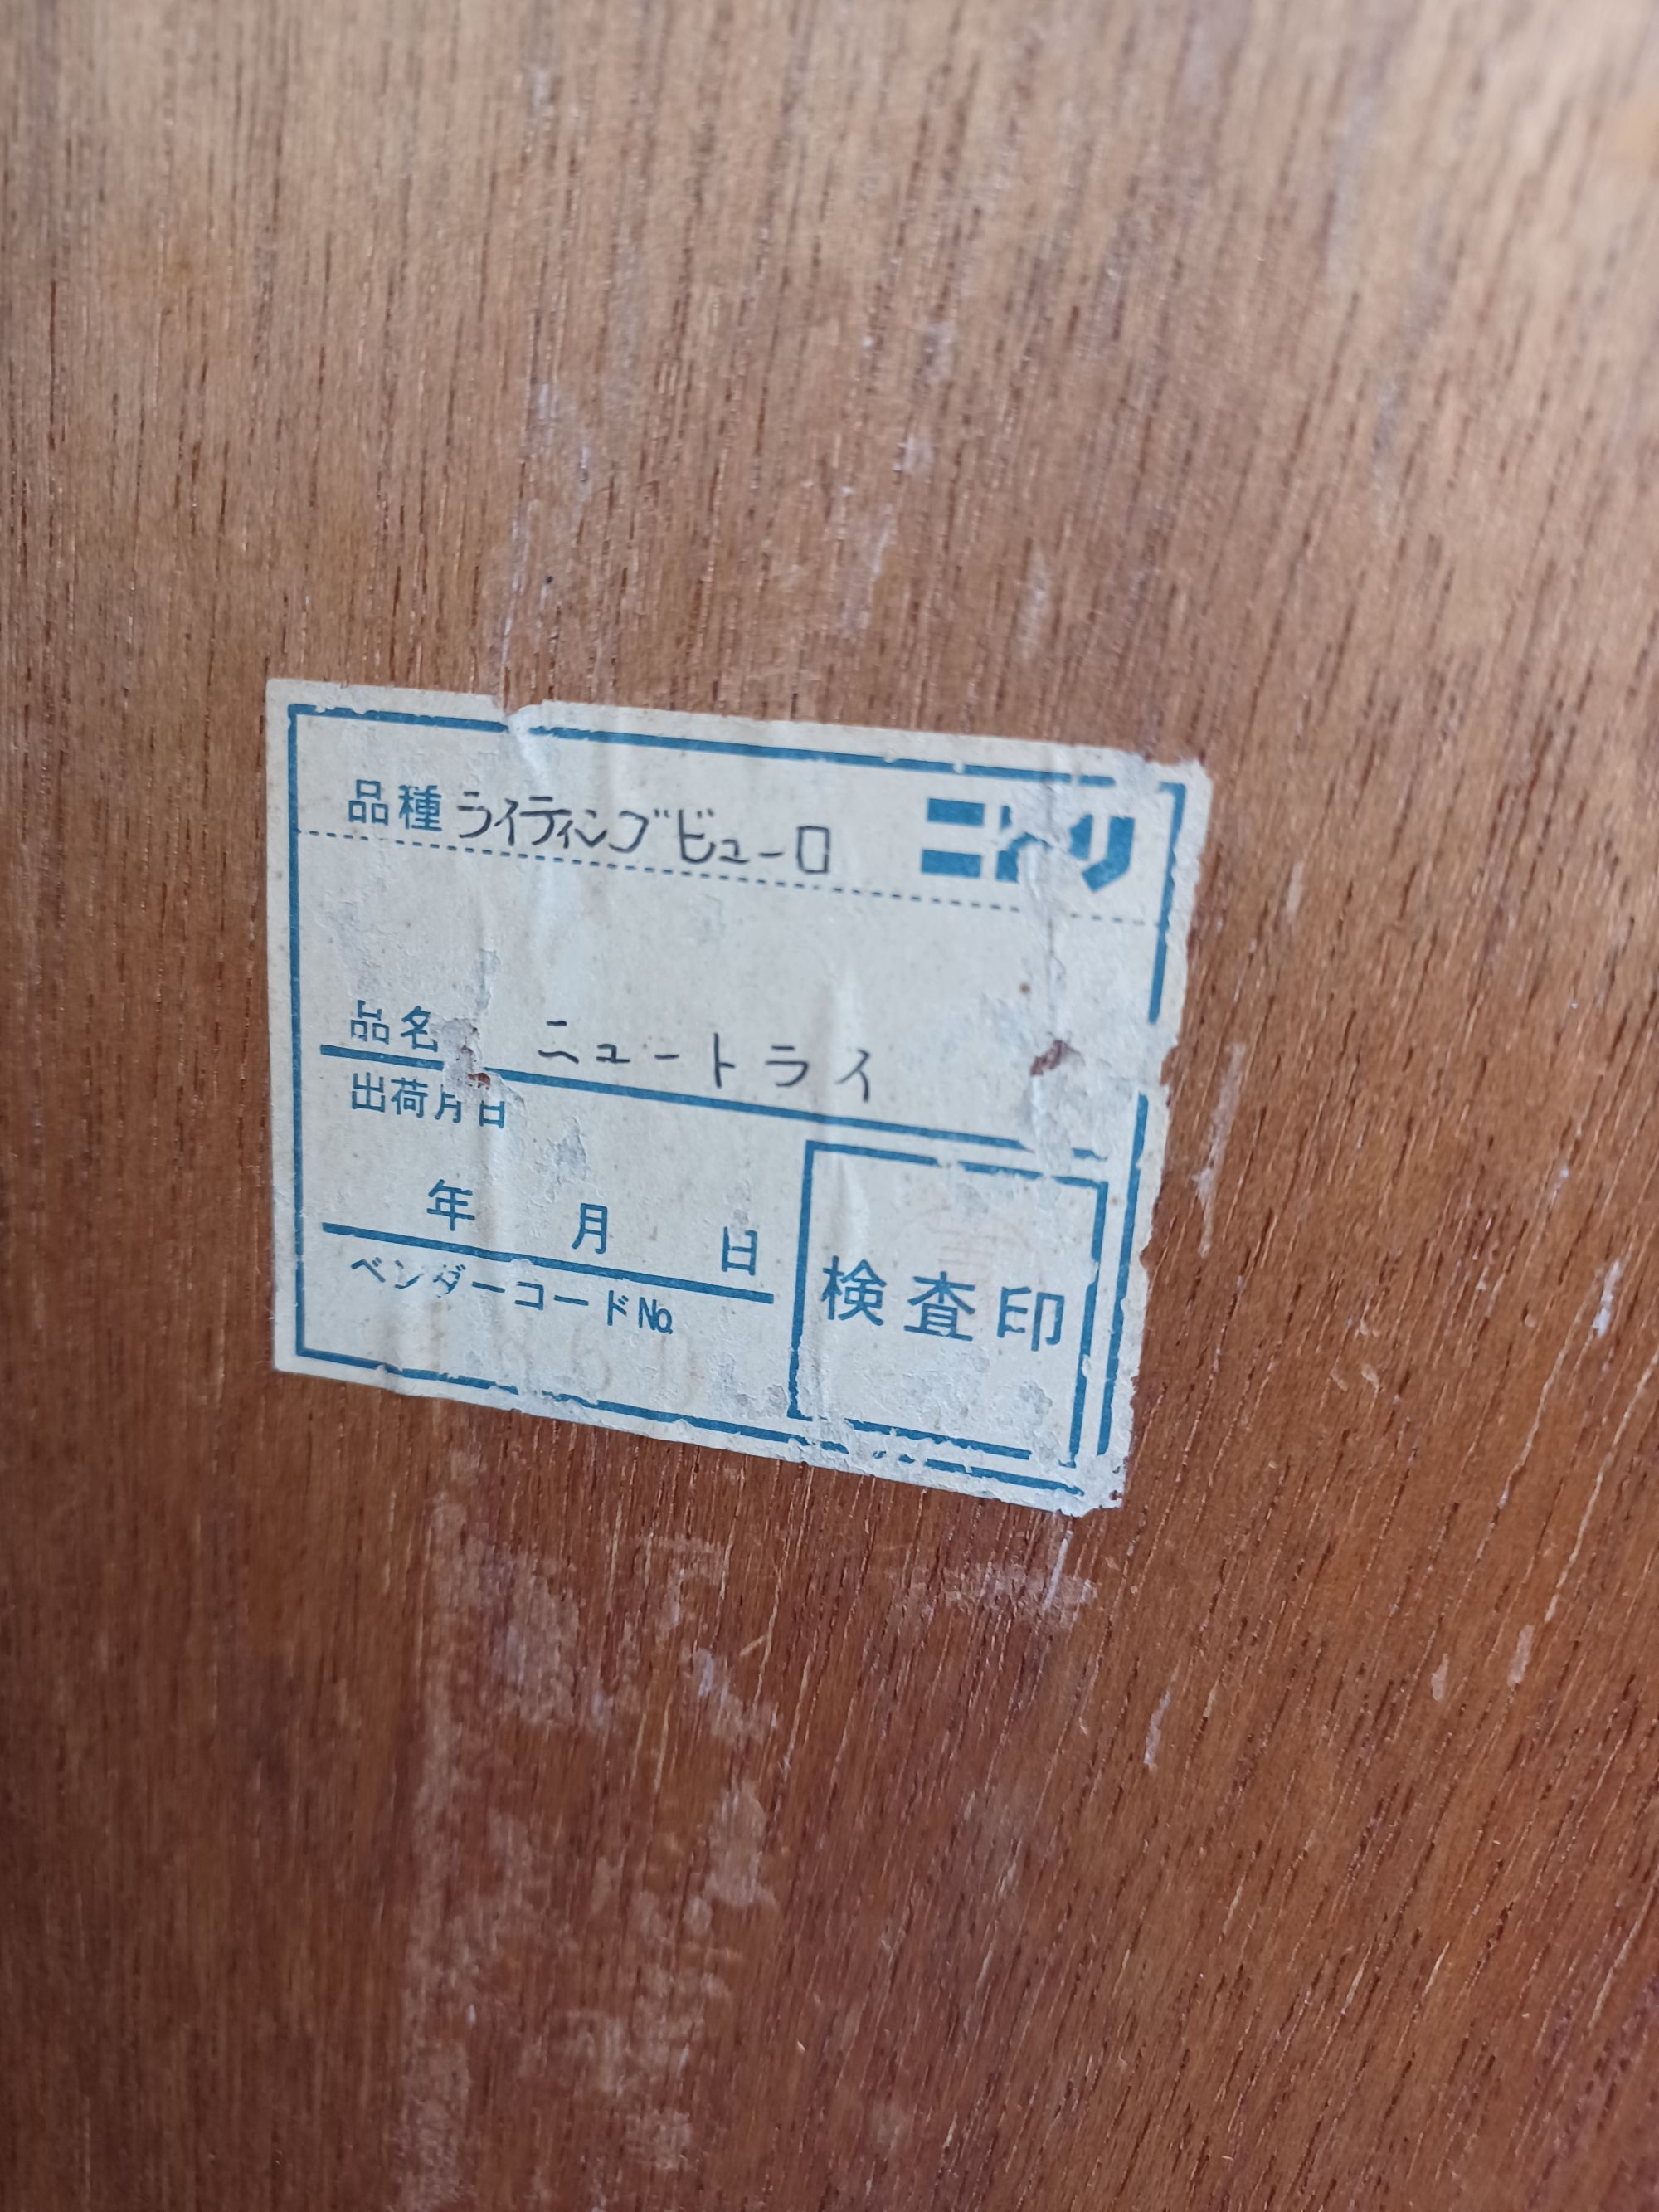 品種 ライティングビューロ ニトリ
品名 ニュートライ
出荷月日
年 月 日
ベンダーコード№
検査印